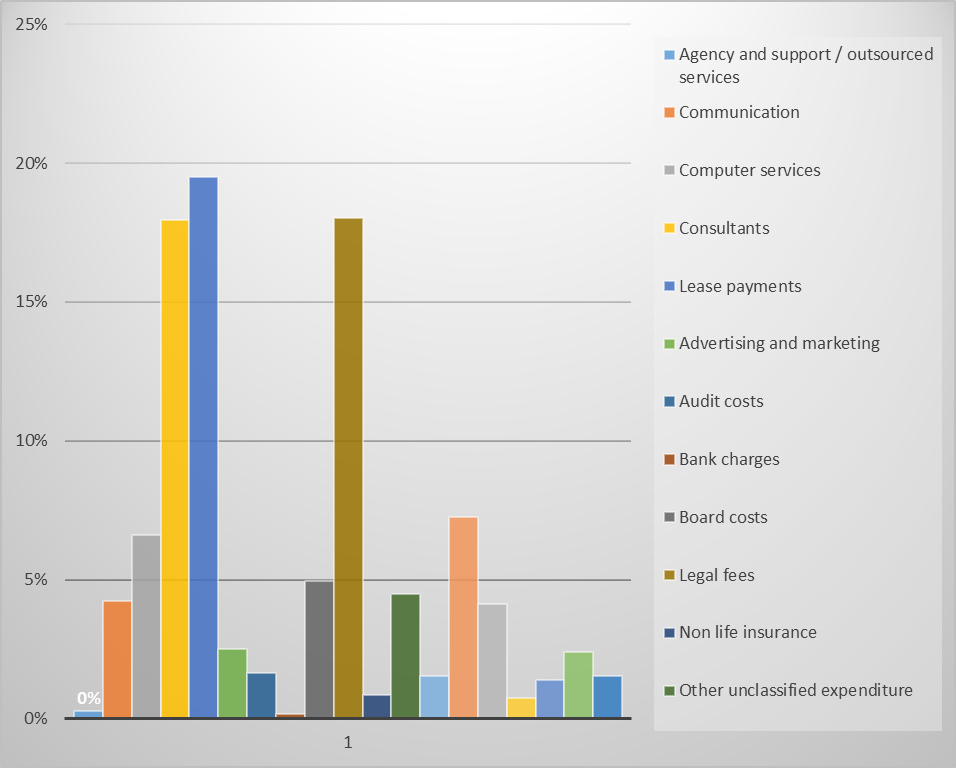 25%
20%
15%
10%
5%
0%
0%
1
Agency and support / outsourced
services
Communication
Computer services
Consultants
Lease payments
Advertising and marketing
Audit costs
Bank charges
Board costs
Legal fees
Non life insurance
Other unclassified expenditure